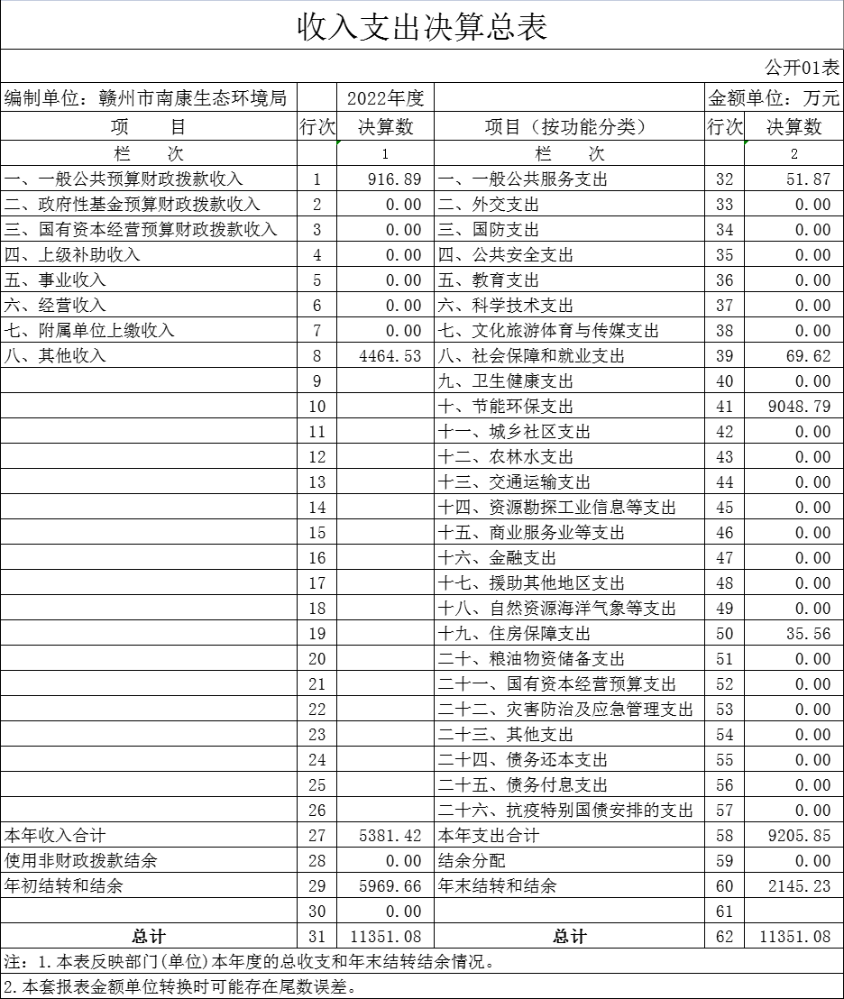 收入支出决算总表
公开01表
编制单位：赣州市南康生态环境局 2022年度 金额单位：万元
项 目 行次 决算数 项目（按功能分类） 行次 决算数
栏 次 1 栏 次 2
一、一般公共预算财政拨款收入 1 916.89 一、一般公共服务支出 32 51.87
二、政府性基金预算财政拨款收入 2 0.00 二、外交支出 33 0.00
三、国有资本经营预算财政拨款收入 3 0.00 三、国防支出 34 0.00
四、上级补助收入 4 0.00 四、公共安全支出 35 0.00
五、事业收入 5 0.00 五、教育支出 36 0.00
六、经营收入 6 0.00 六、科学技术支出 37 0.00
七、附属单位上缴收入 7 0.00 七、文化旅游体育与传媒支出 38 0.00
八、其他收入 8 4464.53 八、社会保障和就业支出 39 69.62
9 九、卫生健康支出 40 0.00
10 十、节能环保支出 41 9048.79
11 十一、城乡社区支出 42 0.00
12 十二、农林水支出 43 0.00
13 十三、交通运输支出 44 0.00
14 十四、资源勘探工业信息等支出 45 0.00
15 十五、商业服务业等支出 46 0.00
16 十六、金融支出 47 0.00
17 十七、援助其他地区支出 48 0.00
18 十八、自然资源海洋气象等支出 49 0.00
19 十九、住房保障支出 50 35.56
20 二十、粮油物资储备支出 51 0.00
21 二十一、国有资本经营预算支出 52 0.00
22 二十二、灾害防治及应急管理支出 53 0.00
23 二十三、其他支出 54 0.00
24 二十四、债务还本支出 55 0.00
25 二十五、债务付息支出 56 0.00
26 二十六、抗疫特别国债安排的支出 57 0.00
本年收入合计 27 5381.42 本年支出合计 58 9205.85
使用非财政拨款结余 28 0.00 结余分配 59 0.00
年初结转和结余 29 5969.66 年末结转和结余 60 2145.23
30 0.00 61
总计 31 11351.08 总计 62 11351.08
注：1.本表反映部门(单位)本年度的总收支和年末结转结余情况。
2.本套报表金额单位转换时可能存在尾数误差。